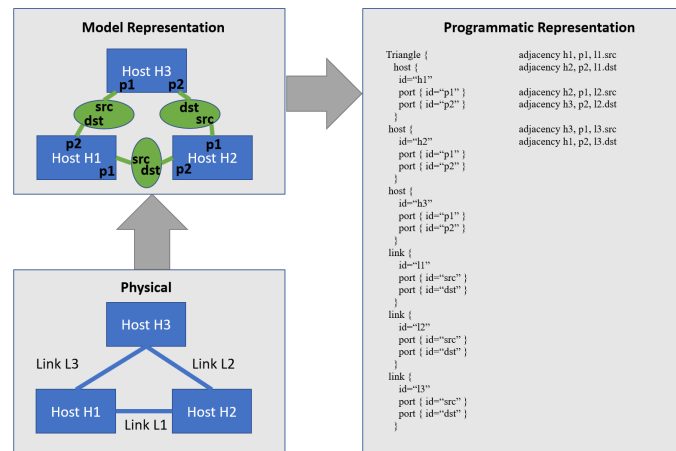 Model Representation
Host H3
p1 p2
src dst
dst src
p2 p1
Host H1 src Host H2
p1 dst p2
Physical
Host H3
Link L3 Link L2
Host H1 Host H2
Link L1
Programmatic Representation
Triangle {
host {
id=“h1”
port { id=“p1” }
port { id=“p2” }
}
host {
id=“h2”
port { id=“p1” }
port { id=“p2” }
}
host {
id=“h3”
port { id=“p1” }
port { id=“p2” }
}
link {
id=“l1”
port { id=“src” }
port { id=“dst” }
}
link {
id=“l2”
port { id=“src” }
port { id=“dst” }
}
link {
id=“l3”
port { id=“src” }
port { id=“dst” }
}
adjacency h1, p1, l1.src
adjacency h2, p2, l1.dst
adjacency h2, p1, l2.src
adjacency h3, p2, l2.dst
adjacency h3, p1, l3.src
adjacency h1, p2, l3.dst